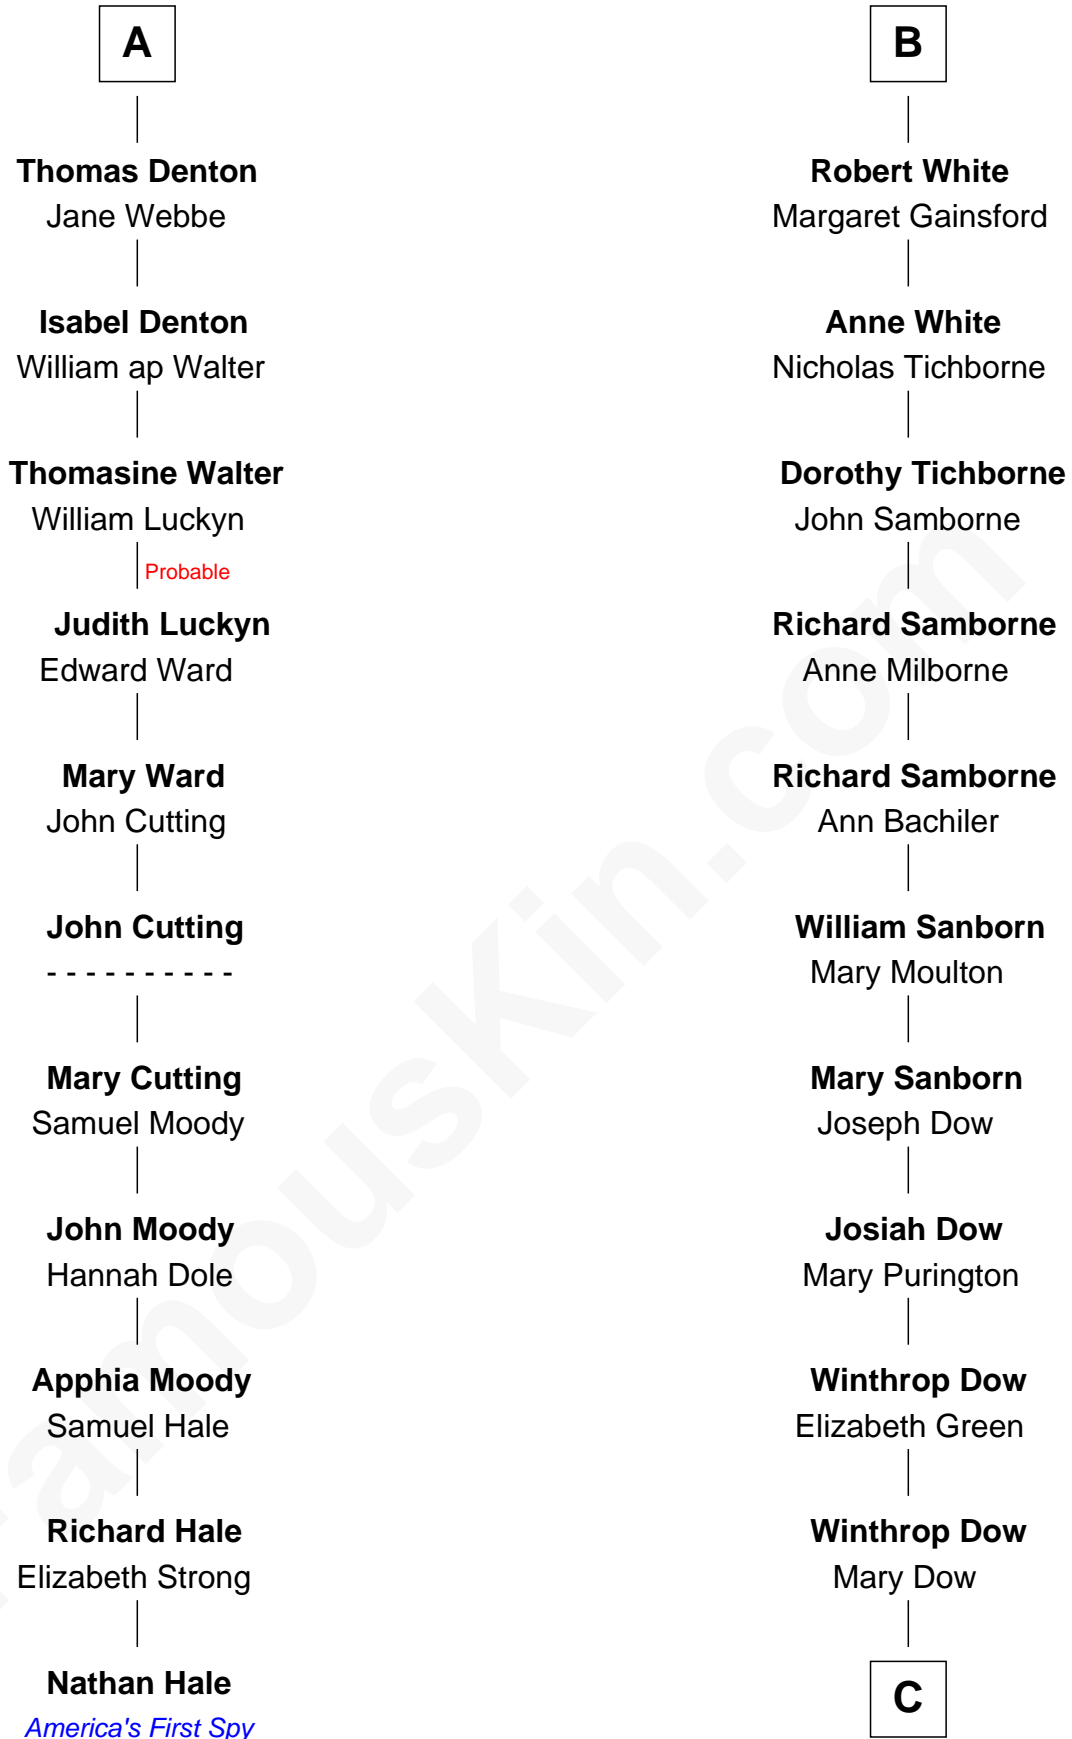 A
Thomas Denton
Jane Webbe
Isabel Denton
William ap Walter
Thomasine Walter
William Luckyn
Probable
Judith Luckyn
Edward Ward
Mary Ward
John Cutting
John Cutting
- - - - - - - - - -
Mary Cutting
Samuel Moody
John Moody
Hannah Dole
Apphia Moody
Samuel Hale
Richard Hale
Elizabeth Strong
Nathan Hale
America's First Spy
B
Robert White
Margaret Gainsford
Anne White
Nicholas Tichborne
Dorothy Tichborne
John Samborne
Richard Samborne
Anne Milborne
Richard Samborne
Ann Bachiler
William Sanborn
Mary Moulton
Mary Sanborn
Joseph Dow
Josiah Dow
Mary Purington
Winthrop Dow
Elizabeth Green
Winthrop Dow
Mary Dow
C
FamousKin.com